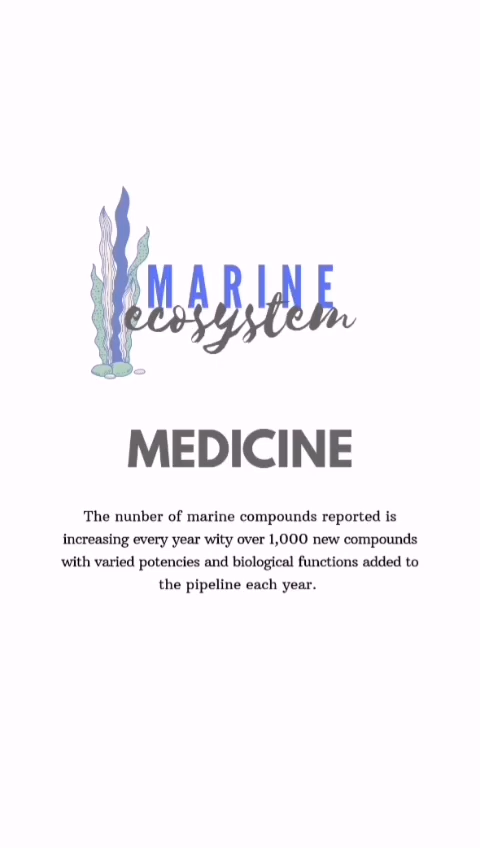 MARINE
ecosystem
MEDICINE
The nunber of marine compounds reported is
increasing every year wity over 1,000 new compounds
with varied potencies and biological functions added to
the pipeline each year.